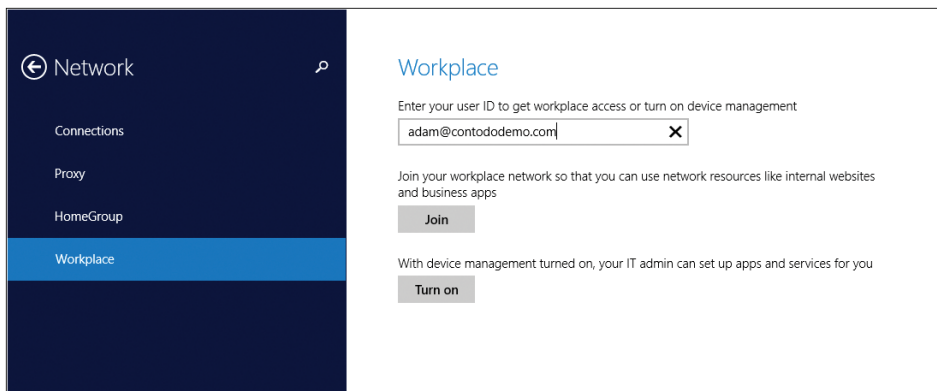 Network
Connections
Proxy
HomeGroup
Workplace
Workplace
Enter your user ID to get workplace access or turn on device management
adam@contododemo.com
Join your workplace network so that you can use network resources like internal websites
and business apps
Join
With device management turned on, your IT admin can set up apps and services for you
Turn on